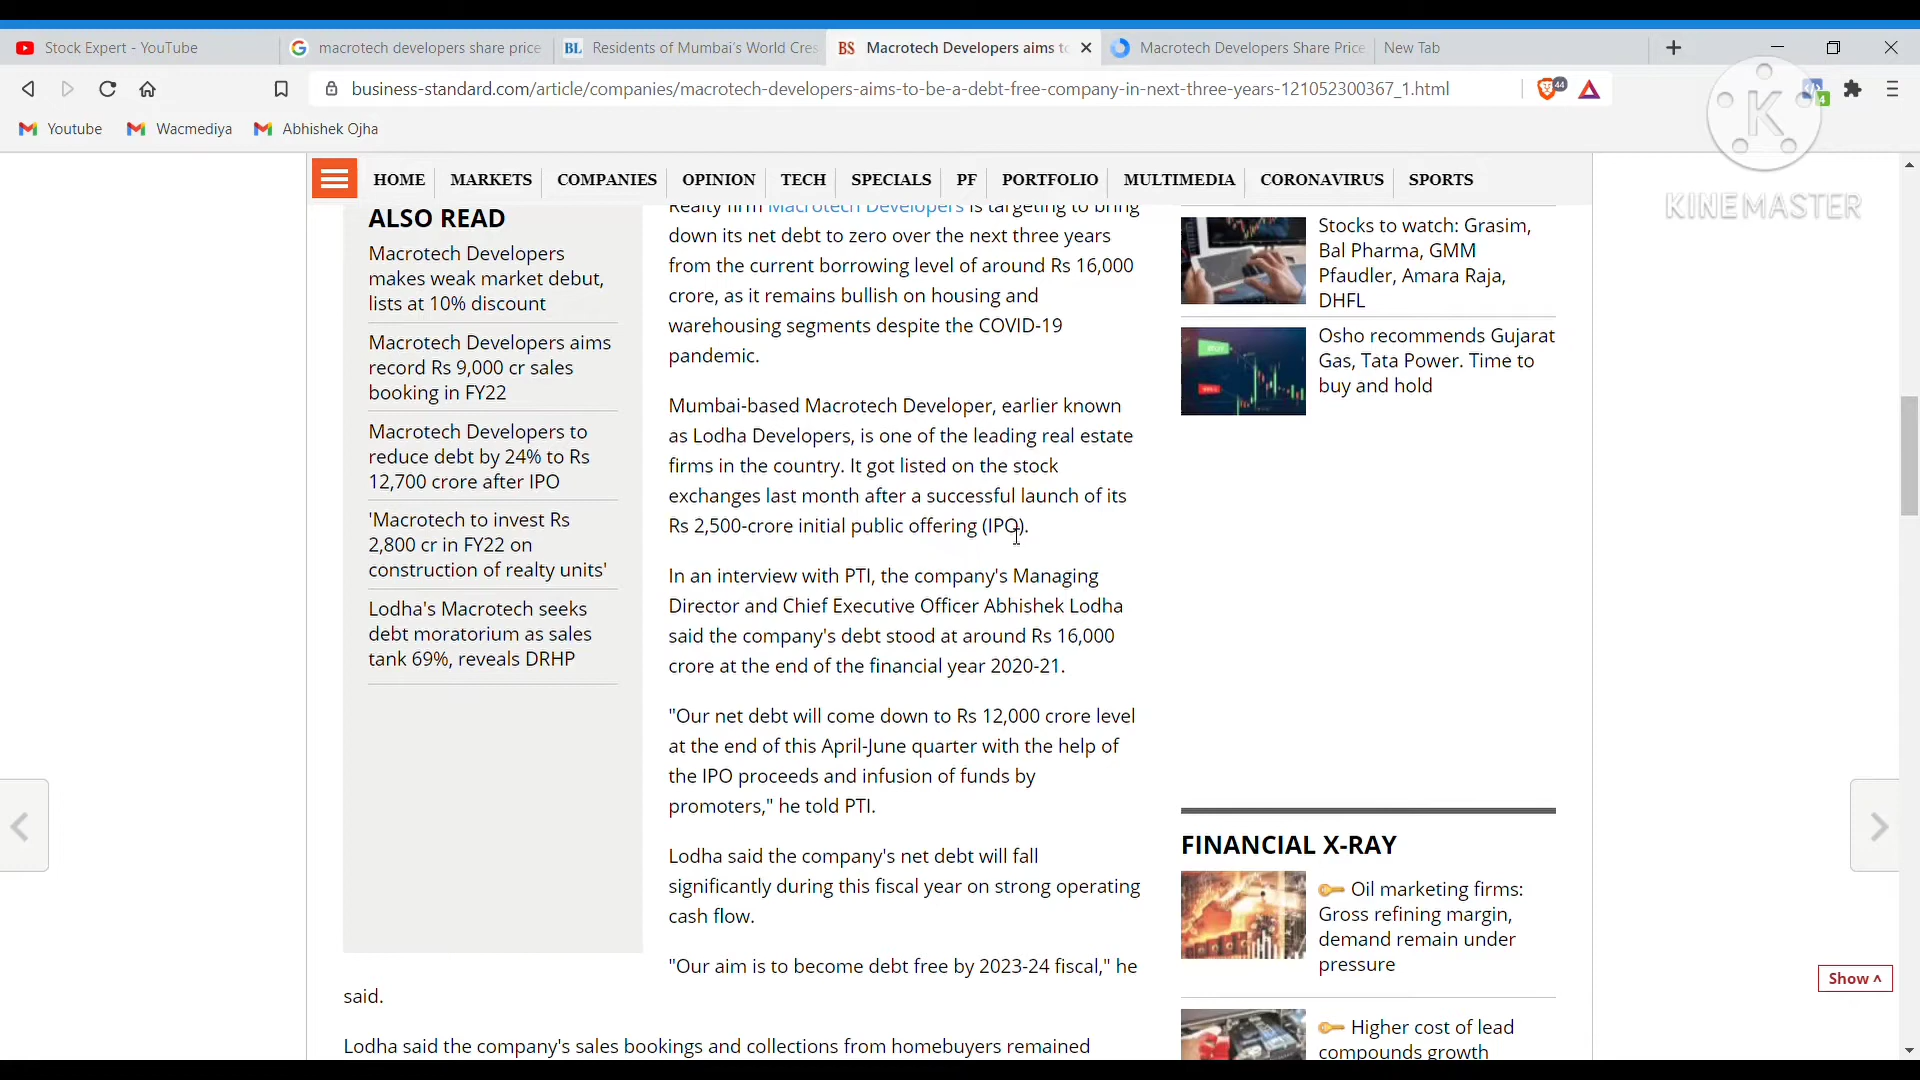 Stock Expert - YouTube
macrotech developers share price
BL Residents of Mumbai's World Cres
BS Macrotech Developers aims to
Macrotech Developers Share Price
New Tab
business-standard.com/article/companies/macrotech-developers-aims-to-be-a-debt-free-company-in-next-three-years-121052300367_1.html
44
4
Youtube
Wacmediya
Abhishek Ojha
K
KINEMASTER
HOME
MARKETS
COMPANIES
OPINION
TECH
SPECIALS
PF
PORTFOLIO
MULTIMEDIA
CORONAVIRUS
SPORTS
ALSO READ
Macrotech Developers
makes weak market debut,
lists at 10% discount
Macrotech Developers aims
record Rs 9,000 cr sales
booking in FY22
Macrotech Developers to
reduce debt by 24% to Rs
12,700 crore after IPO
'Macrotech to invest Rs
2,800 cr in FY22 on
construction of realty units'
Lodha's Macrotech seeks
debt moratorium as sales
tank 69%, reveals DRHP
Realty firm Macrotech Developers is targeting to bring
down its net debt to zero over the next three years
from the current borrowing level of around Rs 16,000
crore, as it remains bullish on housing and
warehousing segments despite the COVID-19
pandemic.
Mumbai-based Macrotech Developer, earlier known
as Lodha Developers, is one of the leading real estate
firms in the country. It got listed on the stock
exchanges last month after a successful launch of its
Rs 2,500-crore initial public offering (IPO).
In an interview with PTI, the company's Managing
Director and Chief Executive Officer Abhishek Lodha
said the company's debt stood at around Rs 16,000
crore at the end of the financial year 2020-21.
"Our net debt will come down to Rs 12,000 crore level
at the end of this April-June quarter with the help of
the IPO proceeds and infusion of funds by
promoters," he told PTI.
Lodha said the company's net debt will fall
significantly during this fiscal year on strong operating
cash flow.
"Our aim is to become debt free by 2023-24 fiscal," he
said.
Lodha said the company's sales bookings and collections from homebuyers remained
Stocks to watch: Grasim,
Bal Pharma, GMM
Pfaudler, Amara Raja,
DHFL
Osho recommends Gujarat
Gas, Tata Power. Time to
buy and hold
FINANCIAL X-RAY
Oil marketing firms:
Gross refining margin,
demand remain under
pressure
Higher cost of lead
compounds growth
Show ^